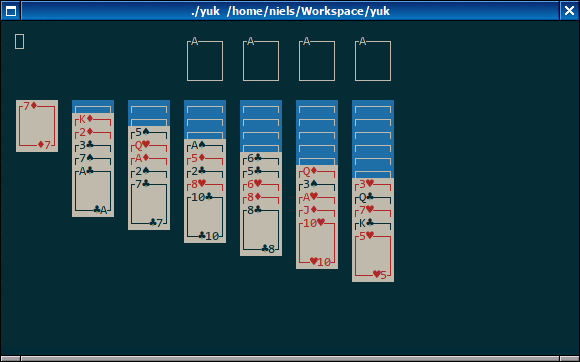 ./yuk /home/niels/Workspace/yuk
A A A A
7♦
K♦
2♦ 5♠
♦7 3♣ Q♥ A♠
7♠ A♦ 5♦ 6♣
A♣ 2♠ 2♣ 5♣ Q♦
7♣ 8♥ 6♥ 3♠ 3♥
10♣ 8♦ A♥ Q♣
♣A 8♣ J♦ 7♥
♣7 10♥ K♣
♣10 5♥
♣8
♥10
♥5